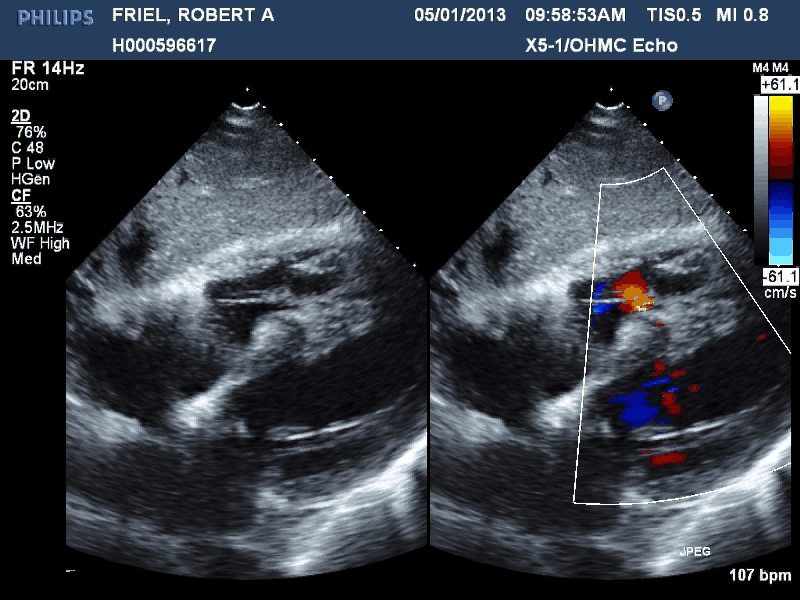 PHILIPS
FRIEL, ROBERT A
05/01/2013 09:58:53AM TIS0.5 MI 0.8
H000596617
X5-1/OHMC Echo
FR 14Hz
20cm
2D
76%
C 48
P Low
HGen
CF
63%
2.5MHz
WF High
Med
P
M4 M4
+61.1
-61.1
cm/s
JPEG
107 bpm